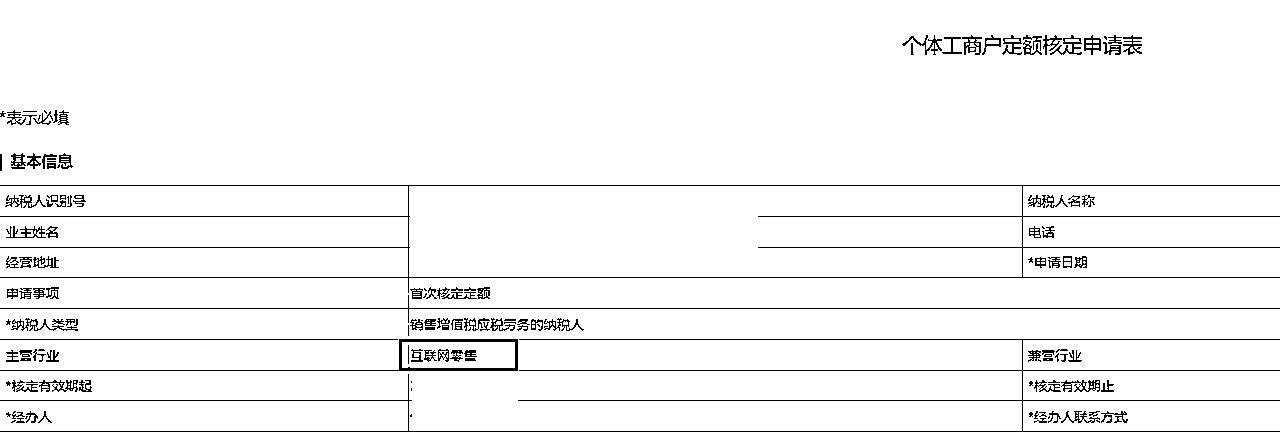 个体工商户定额核定申请表
*表示必填
基本信息
纳税人识别号 纳税人名称
业主姓名 电话
经营地址 *申请日期
申请事项 首次核定定额
*纳税人类型 销售增值税应税劳务的纳税人
主营行业 互联网零售 兼营行业
*核定有效期起 *核定有效期止
*经办人 *经办人联系方式